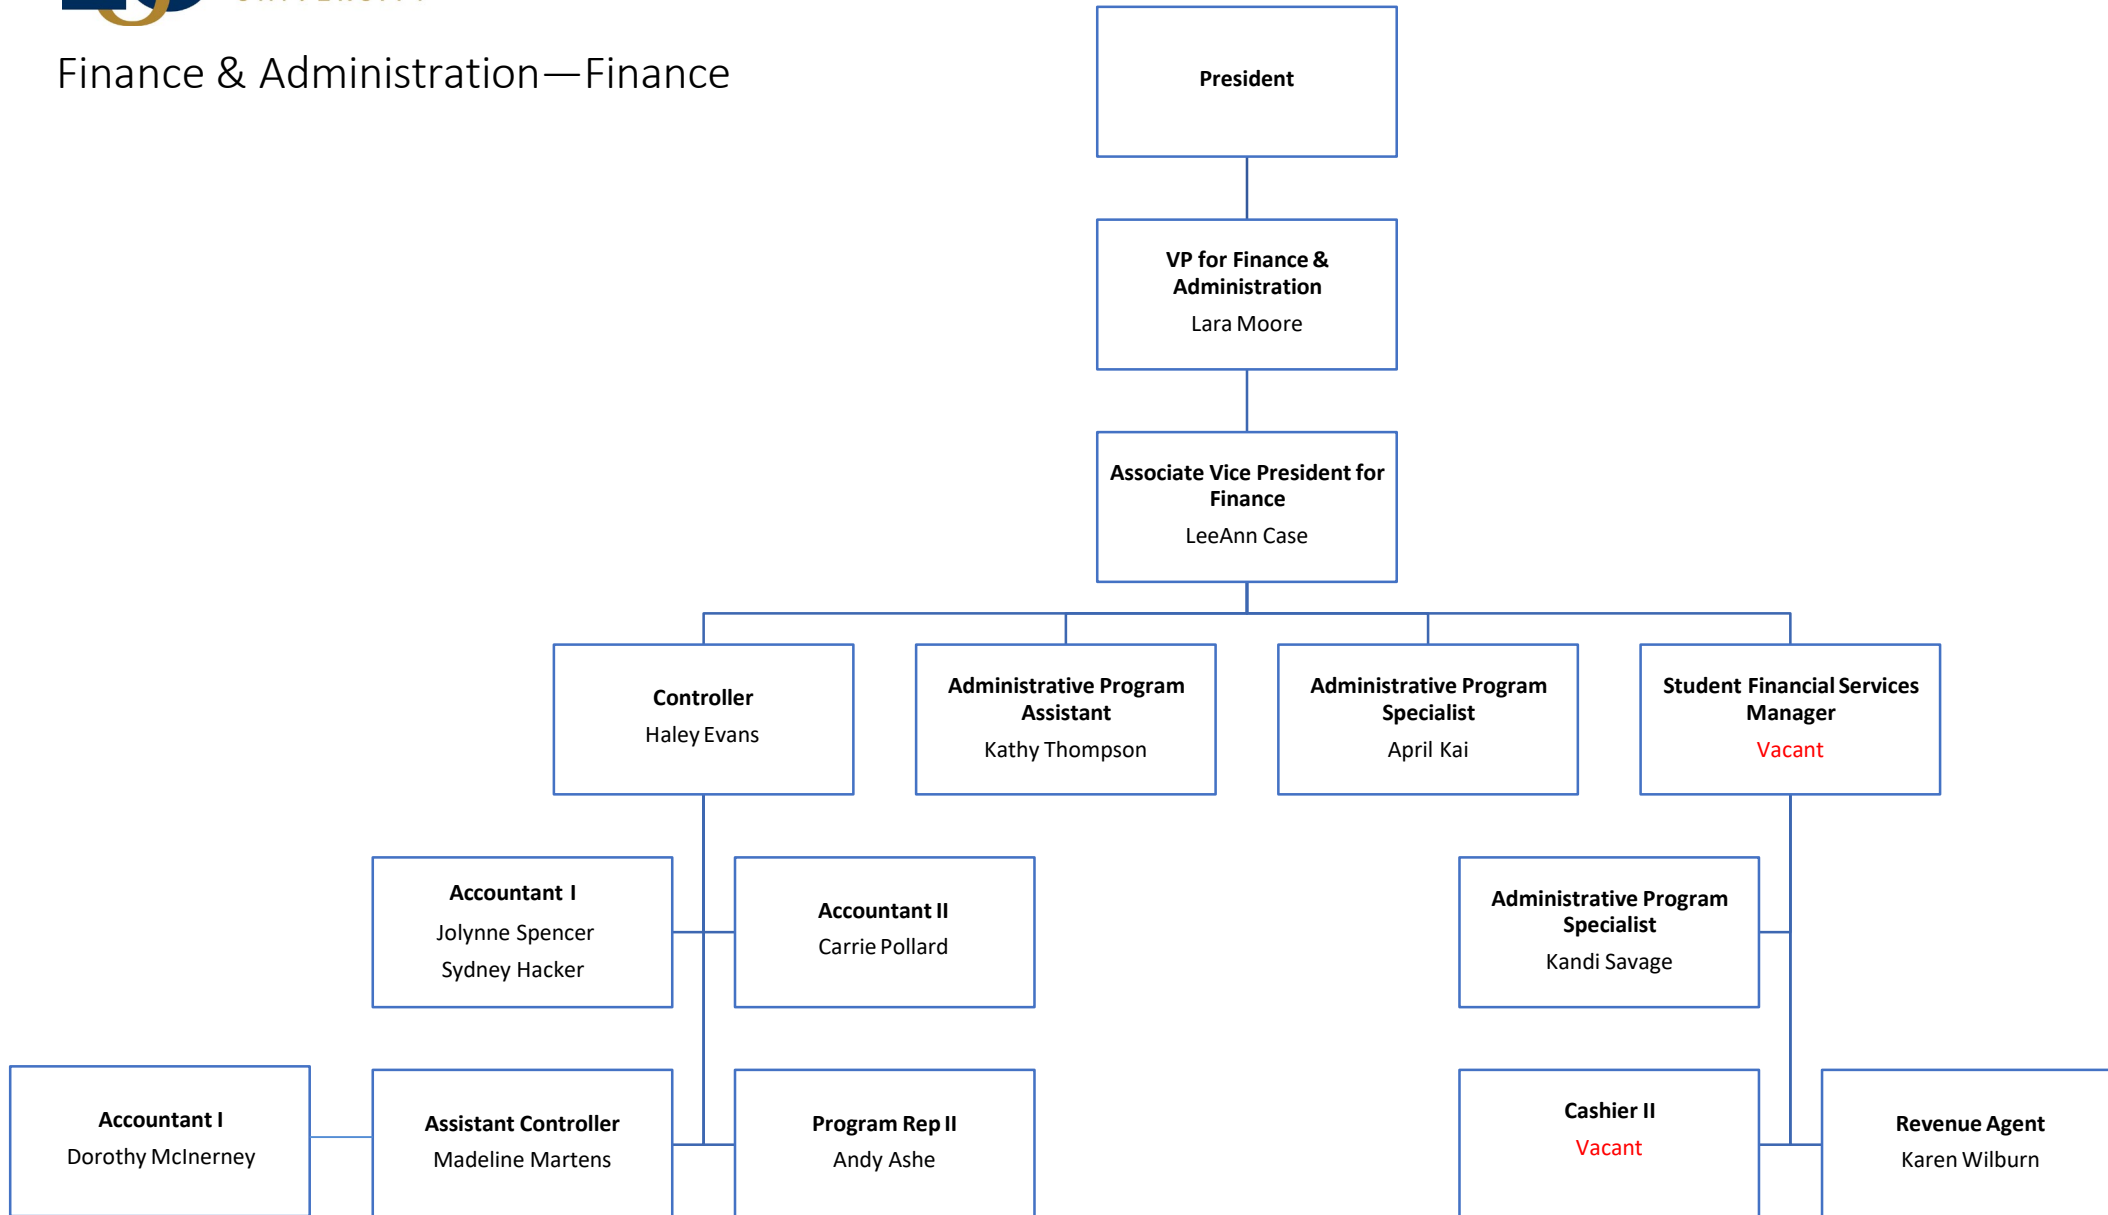 Finance & Administration—Finance
President
VP for Finance &
Administration
Lara Moore
Associate Vice President for
Finance
LeeAnn Case
Controller
Haley Evans
Administrative Program
Assistant
Kathy Thompson
Administrative Program
Specialist
April Kai
Student Financial Services
Manager
Vacant
Accountant I
Jolynne Spencer
Sydney Hacker
Accountant II
Carrie Pollard
Administrative Program
Specialist
Kandi Savage
Accountant I
Dorothy McInerney
Assistant Controller
Madeline Martens
Program Rep II
Andy Ashe
Cashier II
Vacant
Revenue Agent
Karen Wilburn